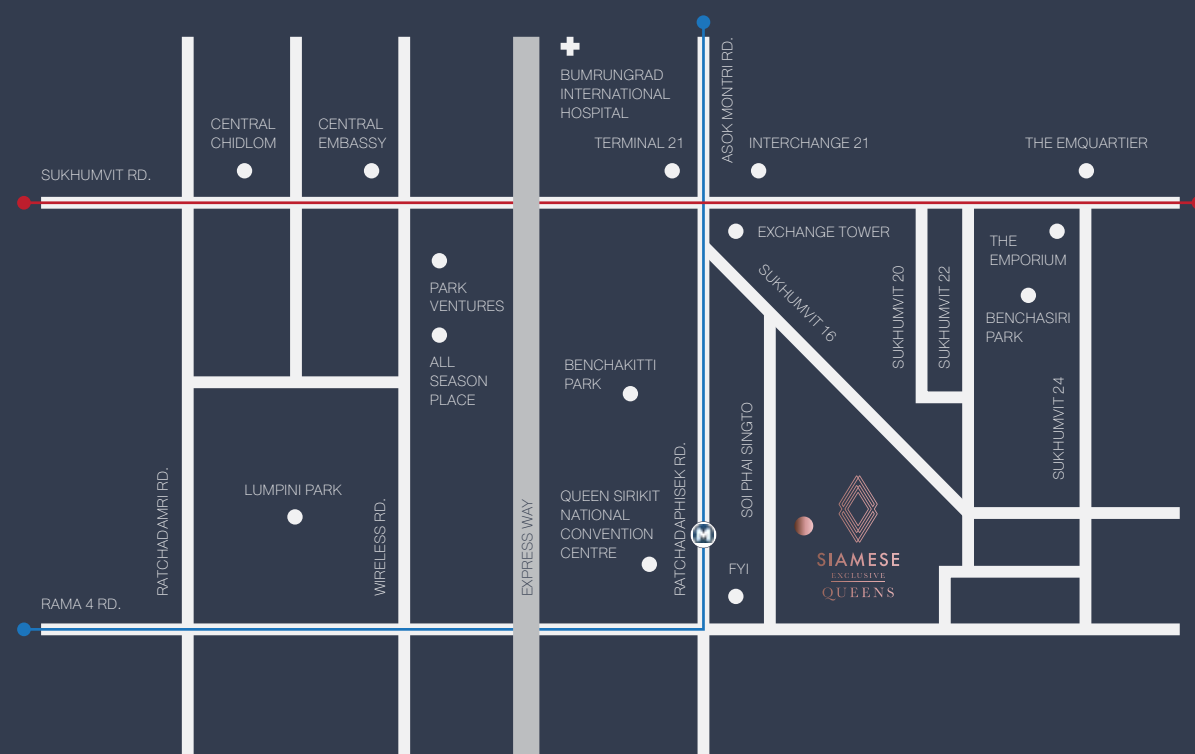 BUMRUNGRAD
INTERNATIONAL
HOSPITAL
ASOK MONTRI RD.
CENTRAL
CHIDLOM
CENTRAL
EMBASSY
TERMINAL 21
INTERCHANGE 21
THE EMQUARTIER
SUKHUMVIT RD.
EXCHANGE TOWER
THE
EMPORIUM
PARK
VENTURES
SUKHUMVIT 16
SUKHUMVIT 20
SUKHUMVIT 22
BENCHASIRI
PARK
ALL
SEASON
PLACE
BENCHAKITTI
PARK
SUKHUMVIT 24
SOI PHAI SINGTO
LUMPINI PARK
RATCHADAMRI RD.
WIRELESS RD.
EXPRESS WAY
QUEEN SIRIKIT
NATIONAL
CONVENTION
CENTRE
RATCHADAPHISEK RD.
M
FYI
SIAMESE
EXCLUSIVE
QUEENS
RAMA 4 RD.